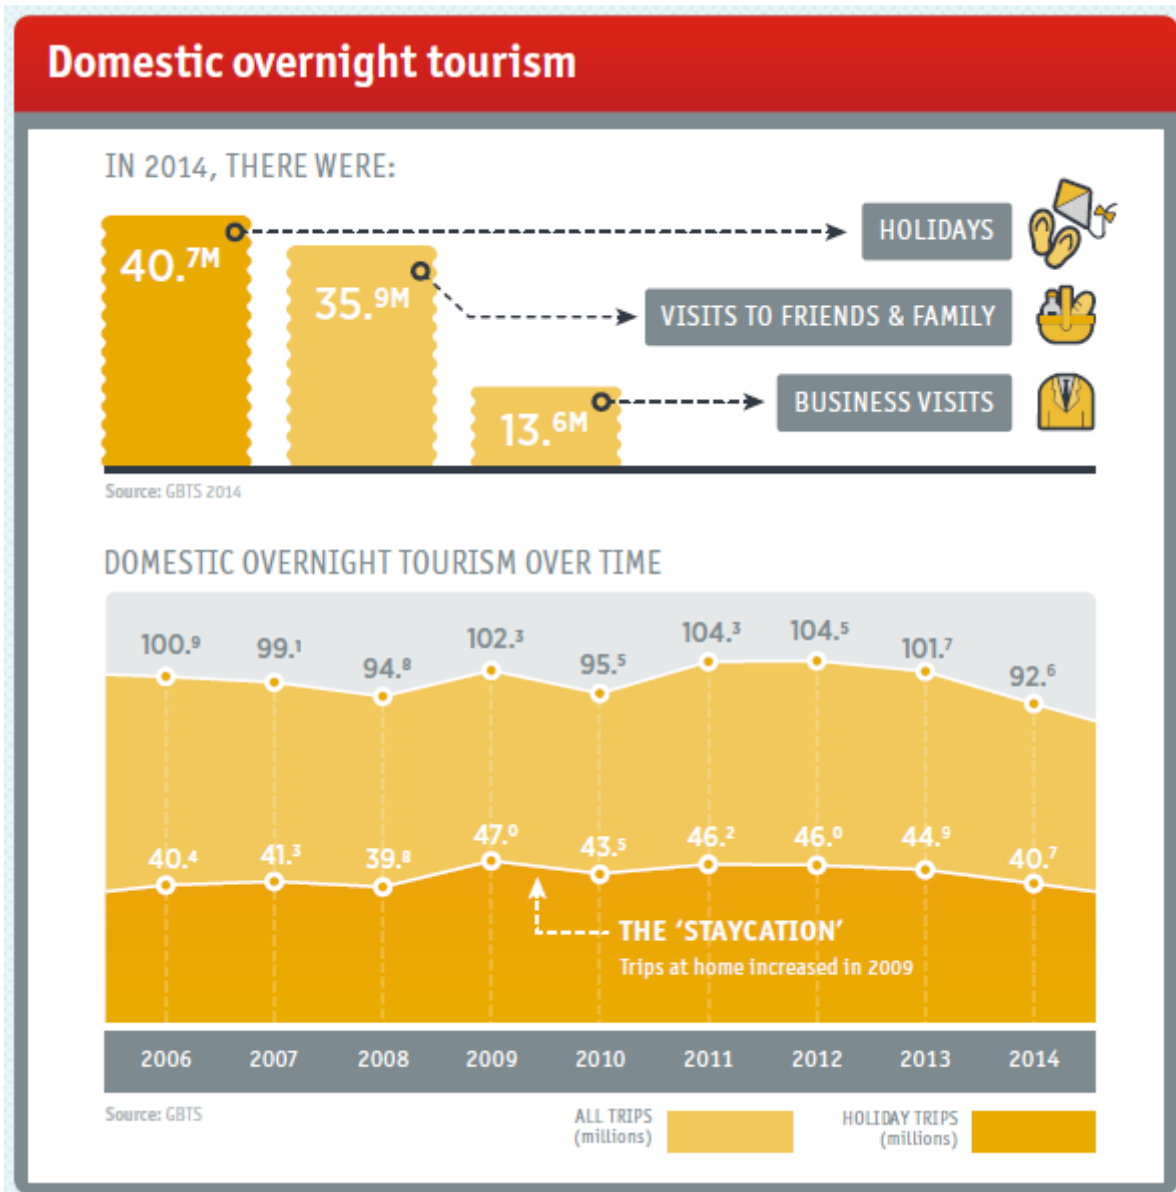 Domestic overnight tourism
IN 2014, THERE WERE:
40.7M
HOLIDAYS
35.9M
VISITS TO FRIENDS & FAMILY
13.6M
BUSINESS VISITS
Source: GBTS 2014
DOMESTIC OVERNIGHT TOURISM OVER TIME
100.9 99.1 94.8 102.3 95.5 104.3 104.5 101.7 92.6
40.4 41.3 39.8 47.0 43.5 46.2 46.0 44.9 40.7
THE ‘STAYCATION’
Trips at home increased in 2009
2006 2007 2008 2009 2010 2011 2012 2013 2014
Source: GBTS
ALL TRIPS
(millions)
HOLIDAY TRIPS
(millions)